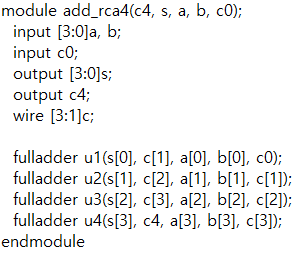 module add_rca4(c4, s, a, b, c0);
input [3:0]a, b;
input c0;
output [3:0]s;
output c4;
wire [3:1]c;
fulladder u1(s[0], c[1], a[0], b[0], c0);
fulladder u2(s[1], c[2], a[1], b[1], c[1]);
fulladder u3(s[2], c[3], a[2], b[2], c[2]);
fulladder u4(s[3], c4, a[3], b[3], c[3]);
endmodule